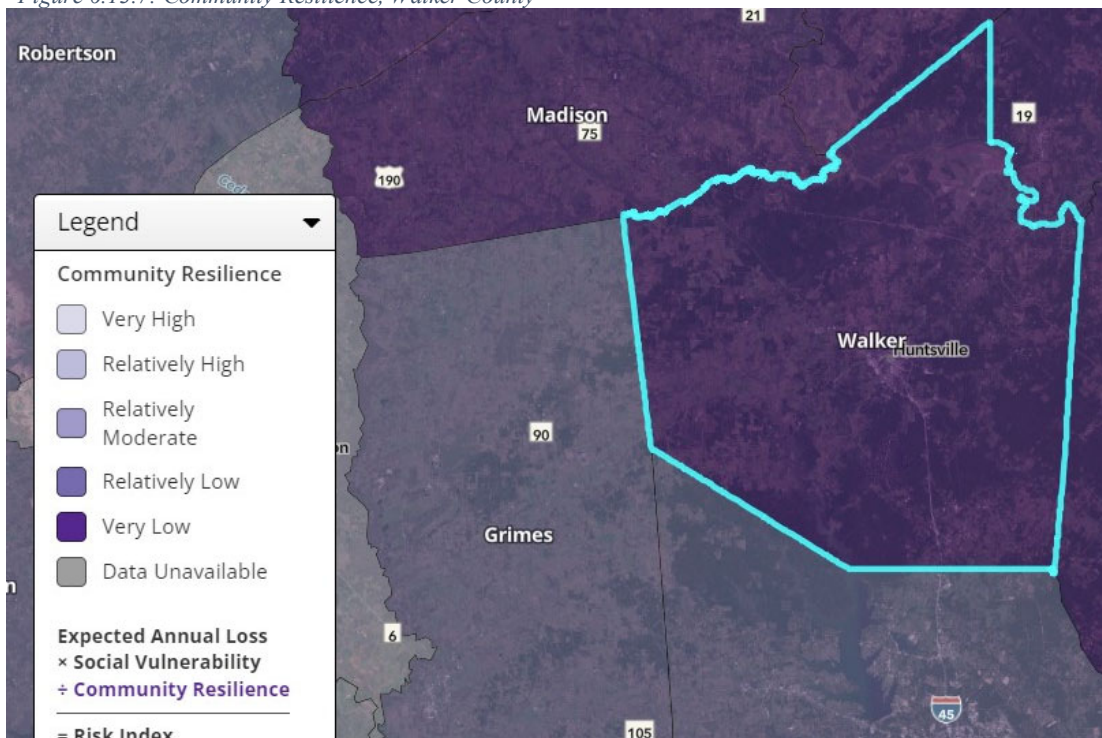 Figure 6.13.7: Community Resilience, Walker County
21
Robertson
Madison
75
19
190
Legend
Community Resilience
Very High
Relatively High
Relatively
Moderate
Relatively Low
Very Low
Data Unavailable
Expected Annual Loss
× Social Vulnerability
÷ Community Resilience
= Risk Index
Walker
Huntsville
90
Grimes
6
45
105